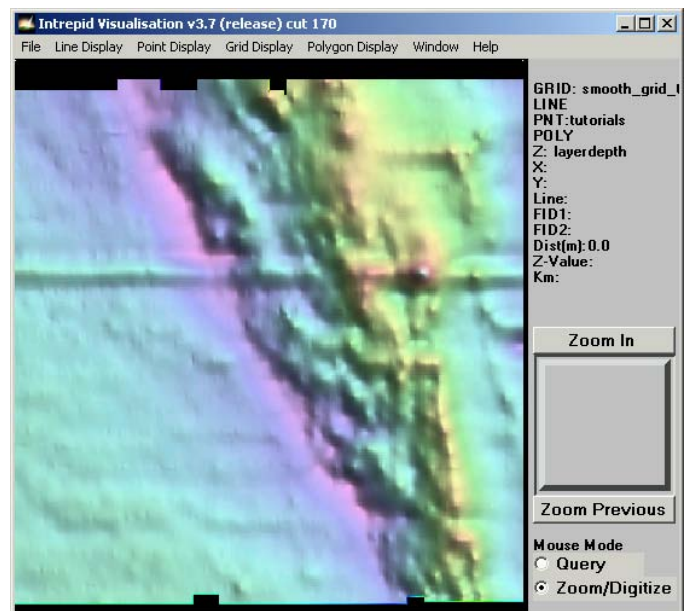 Intrepid Visualisation v3.7 (release) cut 170
File Line Display Point Display Grid Display Polygon Display Window Help
GRID: smooth_grid_
LINE
PNT:tutorials
POLY
Z: layerdepth
X:
Y:
Line:
FID1:
FID2:
Dist(m): 0.0
Z-Value:
Km:
Zoom In
Zoom Previous
Mouse Mode
Query
Zoom/Digitize